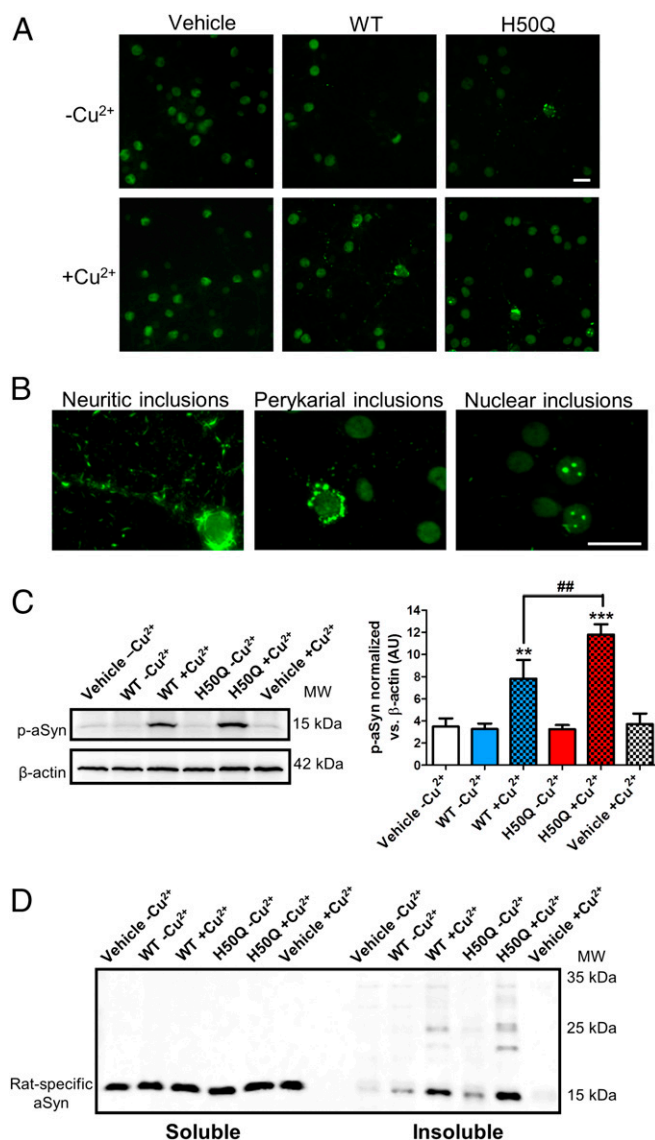 A
Vehicle
WT
H50Q
-Cu²⁺
+Cu²⁺
B
Neuritic inclusions
Perykarial inclusions
Nuclear inclusions
C
Vehicle –Cu²⁺
WT -Cu²⁺
WT +Cu²⁺
H50Q -Cu²⁺
H50Q +Cu²⁺
Vehicle +Cu²⁺
MW
p-aSyn
15 kDa
β-actin
42 kDa
p-aSyn normalized
vs. β-actin (AU)
14
12
10
8
6
4
2
0
**
##
***
Vehicle -Cu²⁺
WT -Cu²⁺
WT +Cu²⁺
H50Q -Cu²⁺
H50Q +Cu²⁺
Vehicle +Cu²⁺
D
Vehicle -Cu²⁺
WT -Cu²⁺
WT +Cu²⁺
H50Q -Cu²⁺
H50Q +Cu²⁺
Vehicle +Cu²⁺
Vehicle -Cu²⁺
WT -Cu²⁺
WT +Cu²⁺
H50Q -Cu²⁺
H50Q +Cu²⁺
Vehicle +Cu²⁺
MW
35 kDa
25 kDa
Rat-specific
aSyn
15 kDa
Soluble
Insoluble